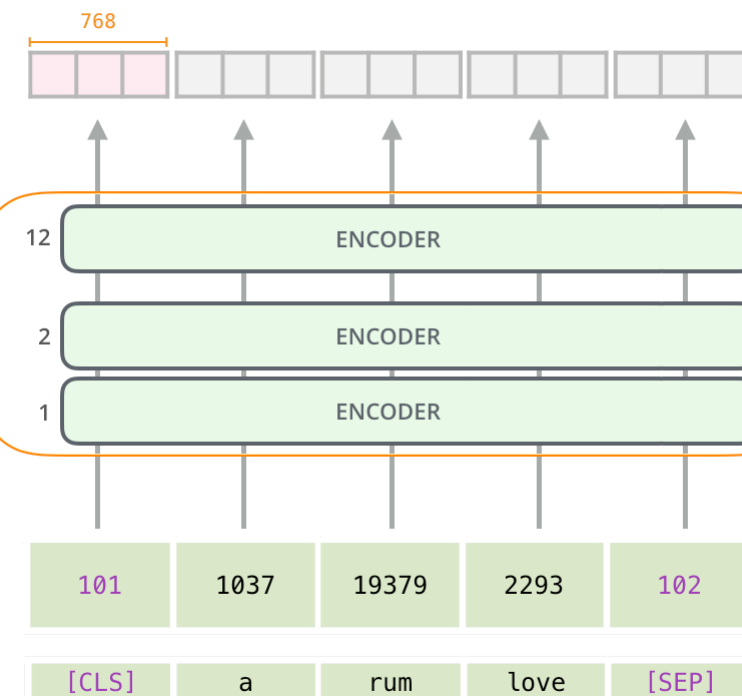 768
12 ENCODER
2 ENCODER
1 ENCODER
101 1037 19379 2293 102
[CLS] a rum love [SEP]